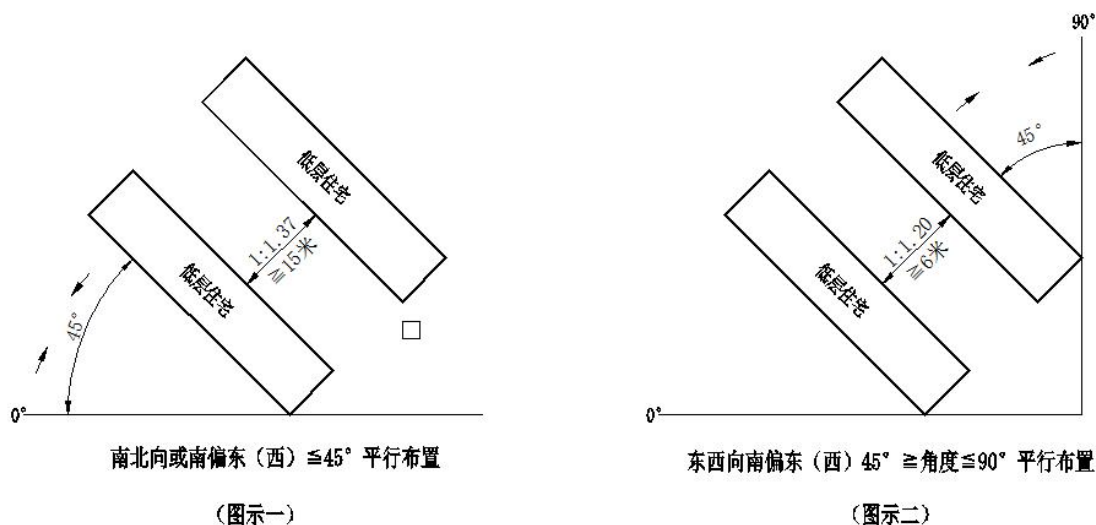 低层住宅
低层住宅
1:1.37
≧15米
45°
0°
南北向或南偏东（西）≦45°平行布置
（图示一）
90°
45°
低层住宅
低层住宅
1:1.20
≧6米
0°
东西向南偏东（西）45°≧角度≦90°平行布置
（图示二）